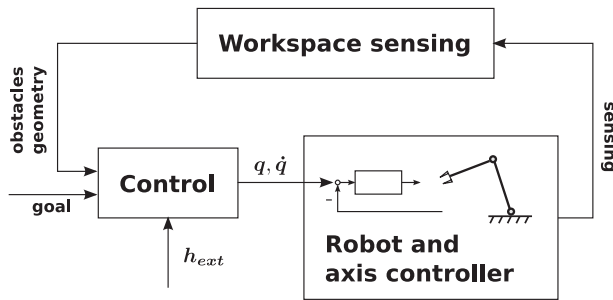 Workspace sensing
obstacles
geometry
sensing
Control
q, q̇
goal
h_ext
–
Robot and
axis controller